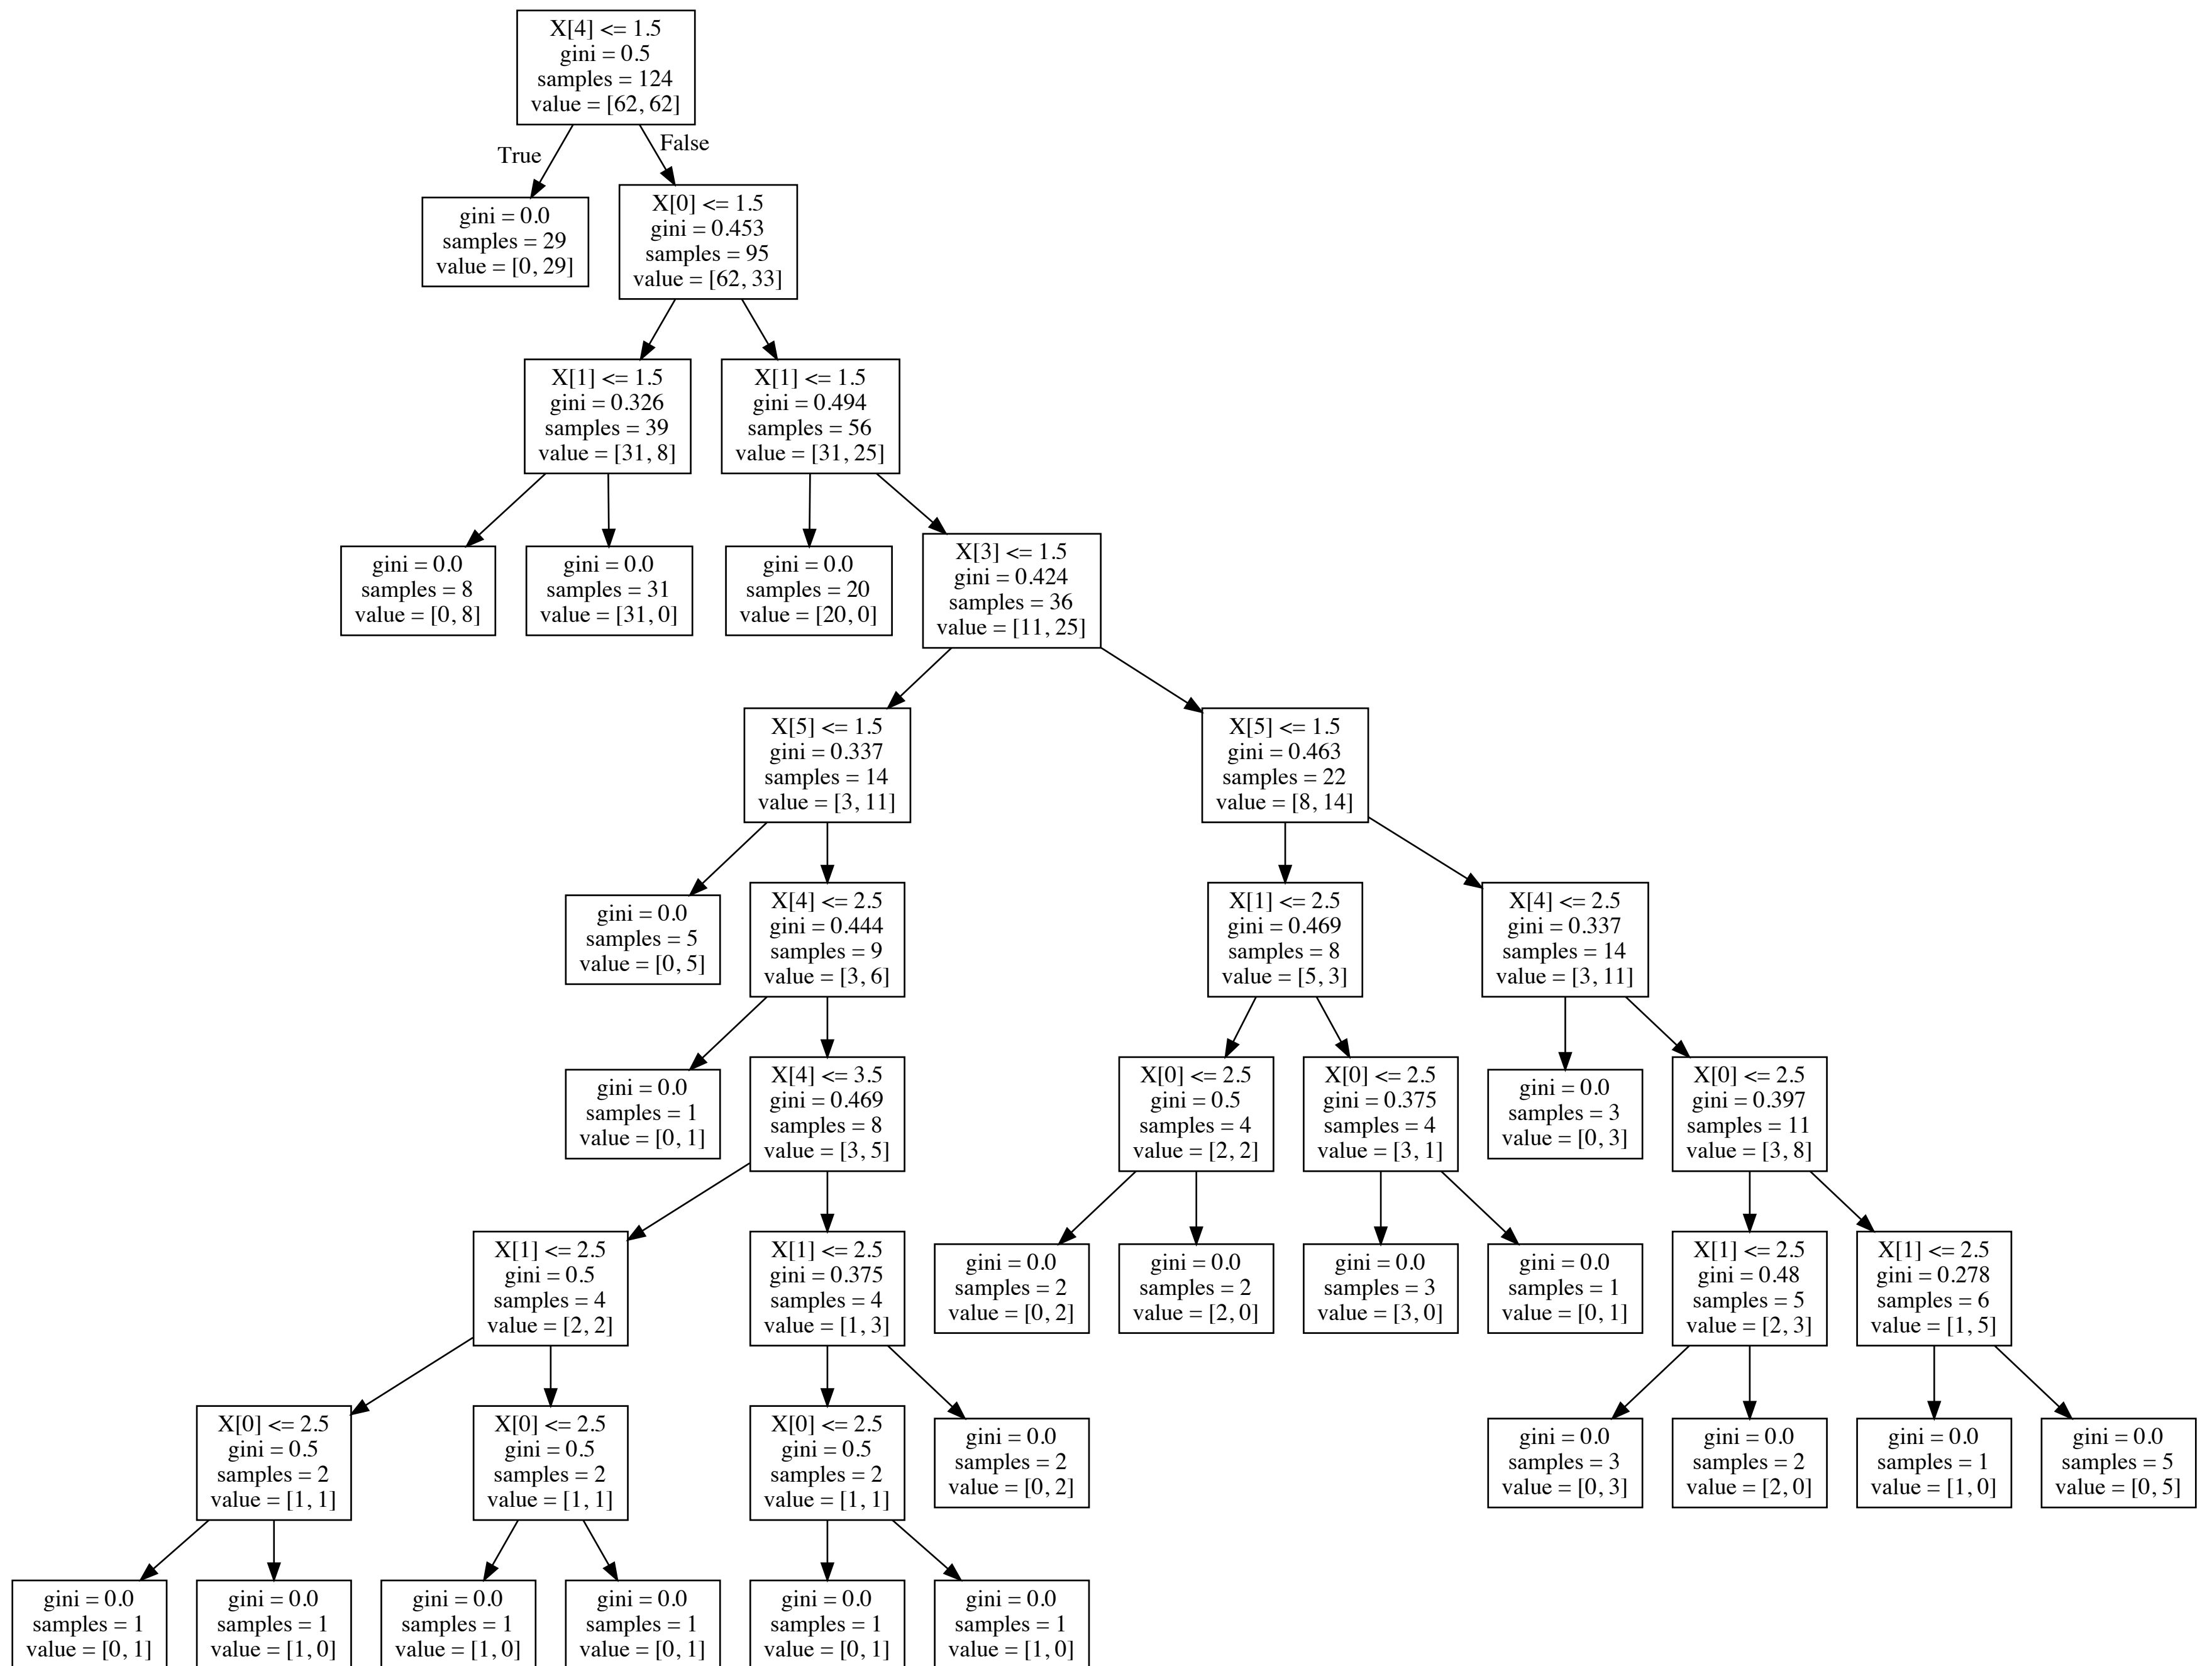 X[4] <= 1.5
gini = 0.5
samples = 124
value = [62, 62]
True
False
gini = 0.0
samples = 29
value = [0, 29]
X[0] <= 1.5
gini = 0.453
samples = 95
value = [62, 33]
X[1] <= 1.5
gini = 0.326
samples = 39
value = [31, 8]
X[1] <= 1.5
gini = 0.494
samples = 56
value = [31, 25]
gini = 0.0
samples = 8
value = [0, 8]
gini = 0.0
samples = 31
value = [31, 0]
gini = 0.0
samples = 20
value = [20, 0]
X[3] <= 1.5
gini = 0.424
samples = 36
value = [11, 25]
X[5] <= 1.5
gini = 0.337
samples = 14
value = [3, 11]
X[5] <= 1.5
gini = 0.463
samples = 22
value = [8, 14]
gini = 0.0
samples = 5
value = [0, 5]
X[4] <= 2.5
gini = 0.444
samples = 9
value = [3, 6]
X[1] <= 2.5
gini = 0.469
samples = 8
value = [5, 3]
X[4] <= 2.5
gini = 0.337
samples = 14
value = [3, 11]
gini = 0.0
samples = 1
value = [0, 1]
X[4] <= 3.5
gini = 0.469
samples = 8
value = [3, 5]
X[0] <= 2.5
gini = 0.5
samples = 4
value = [2, 2]
X[0] <= 2.5
gini = 0.375
samples = 4
value = [3, 1]
gini = 0.0
samples = 3
value = [0, 3]
X[0] <= 2.5
gini = 0.397
samples = 11
value = [3, 8]
X[1] <= 2.5
gini = 0.5
samples = 4
value = [2, 2]
X[1] <= 2.5
gini = 0.375
samples = 4
value = [1, 3]
gini = 0.0
samples = 2
value = [0, 2]
gini = 0.0
samples = 2
value = [2, 0]
gini = 0.0
samples = 3
value = [3, 0]
gini = 0.0
samples = 1
value = [0, 1]
X[1] <= 2.5
gini = 0.48
samples = 5
value = [2, 3]
X[1] <= 2.5
gini = 0.278
samples = 6
value = [1, 5]
X[0] <= 2.5
gini = 0.5
samples = 2
value = [1, 1]
X[0] <= 2.5
gini = 0.5
samples = 2
value = [1, 1]
X[0] <= 2.5
gini = 0.5
samples = 2
value = [1, 1]
gini = 0.0
samples = 2
value = [0, 2]
gini = 0.0
samples = 3
value = [0, 3]
gini = 0.0
samples = 2
value = [2, 0]
gini = 0.0
samples = 1
value = [1, 0]
gini = 0.0
samples = 5
value = [0, 5]
gini = 0.0
samples = 1
value = [0, 1]
gini = 0.0
samples = 1
value = [1, 0]
gini = 0.0
samples = 1
value = [1, 0]
gini = 0.0
samples = 1
value = [0, 1]
gini = 0.0
samples = 1
value = [0, 1]
gini = 0.0
samples = 1
value = [1, 0]